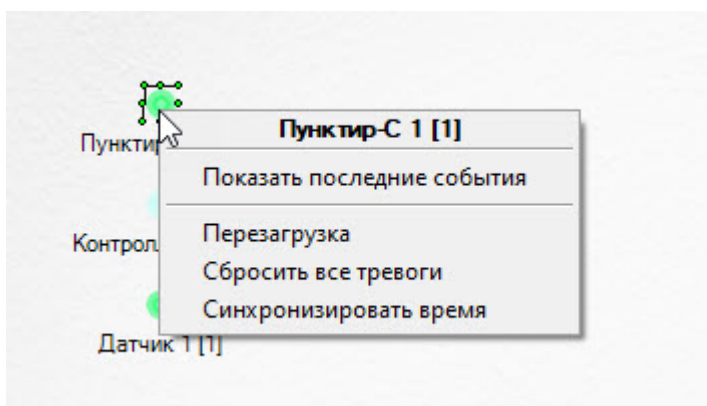 Пунктир-С 1 [1]
Показать последние события
Перезагрузка
Сбросить все тревоги
Синхронизировать время
Датчик 1 [1]